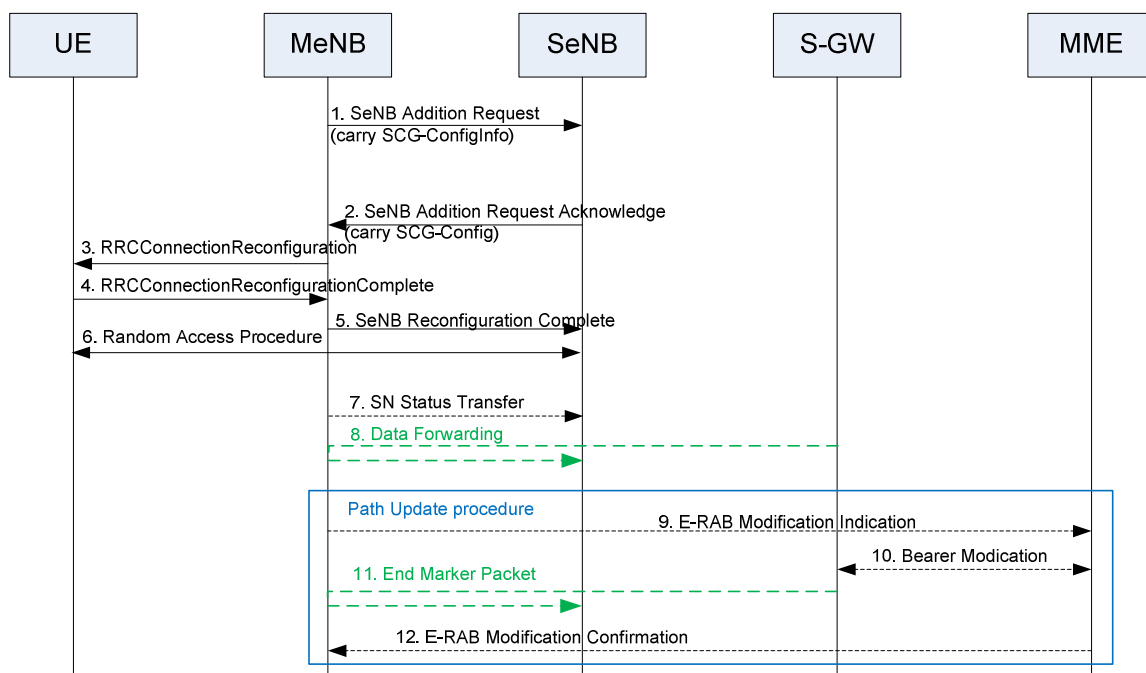 UE
MeNB
SeNB
S-GW
MME
1. SeNB Addition Request
(carry SCG-ConfigInfo)
2. SeNB Addition Request Acknowledge
(carry SCG-Config)
3. RRCConnectionReconfiguration
4. RRCConnectionReconfigurationComplete
5. SeNB Reconfiguration Complete
6. Random Access Procedure
7. SN Status Transfer
8. Data Forwarding
Path Update procedure
9. E-RAB Modification Indication
10. Bearer Modication
11. End Marker Packet
12. E-RAB Modification Confirmation